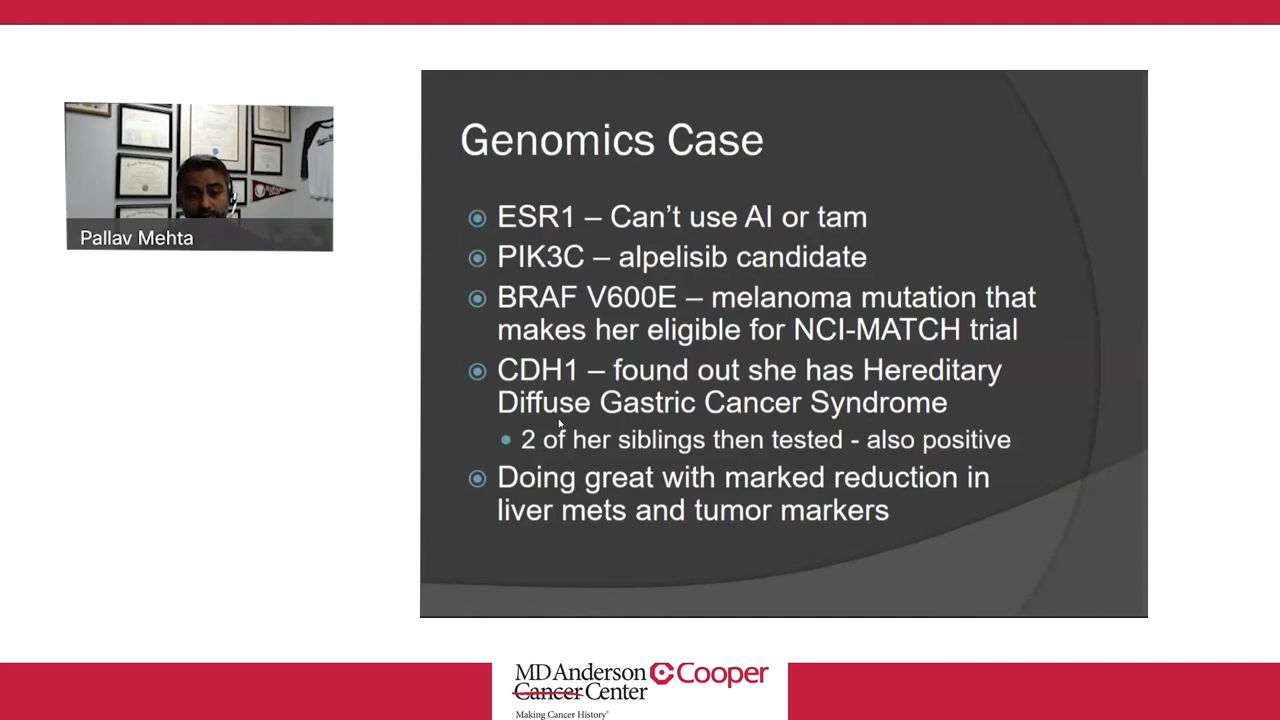 Pallav Mehta
Genomics Case
ESR1 – Can't use AI or tam
PIK3C – alpelisib candidate
BRAF V600E – melanoma mutation that
makes her eligible for NCI-MATCH trial
CDH1 – found out she has Hereditary
Diffuse Gastric Cancer Syndrome
2 of her siblings then tested - also positive
Doing great with marked reduction in
liver mets and tumor markers
MD Anderson Cooper
Cancer Center
Making Cancer History®